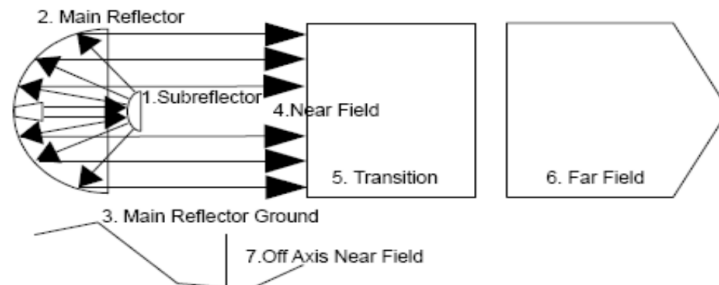 2. Main Reflector
1.Subreflector
4.Near Field
5. Transition
6. Far Field
3. Main Reflector Ground
7.Off Axis Near Field